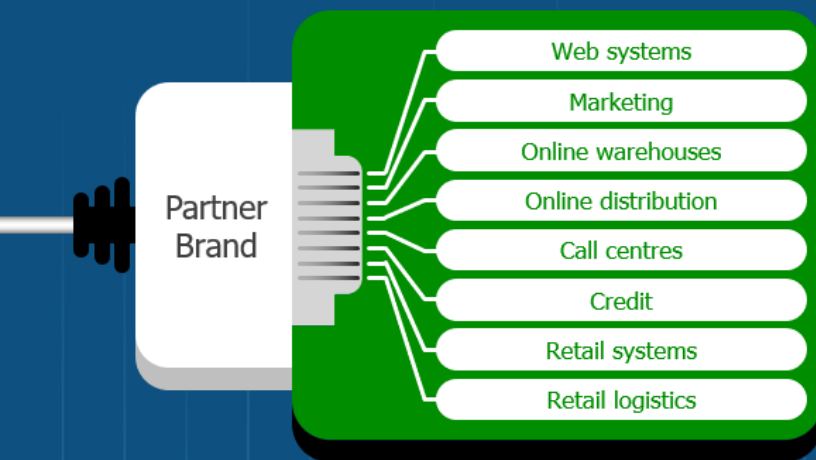 Partner
Brand
Web systems
Marketing
Online warehouses
Online distribution
Call centres
Credit
Retail systems
Retail logistics